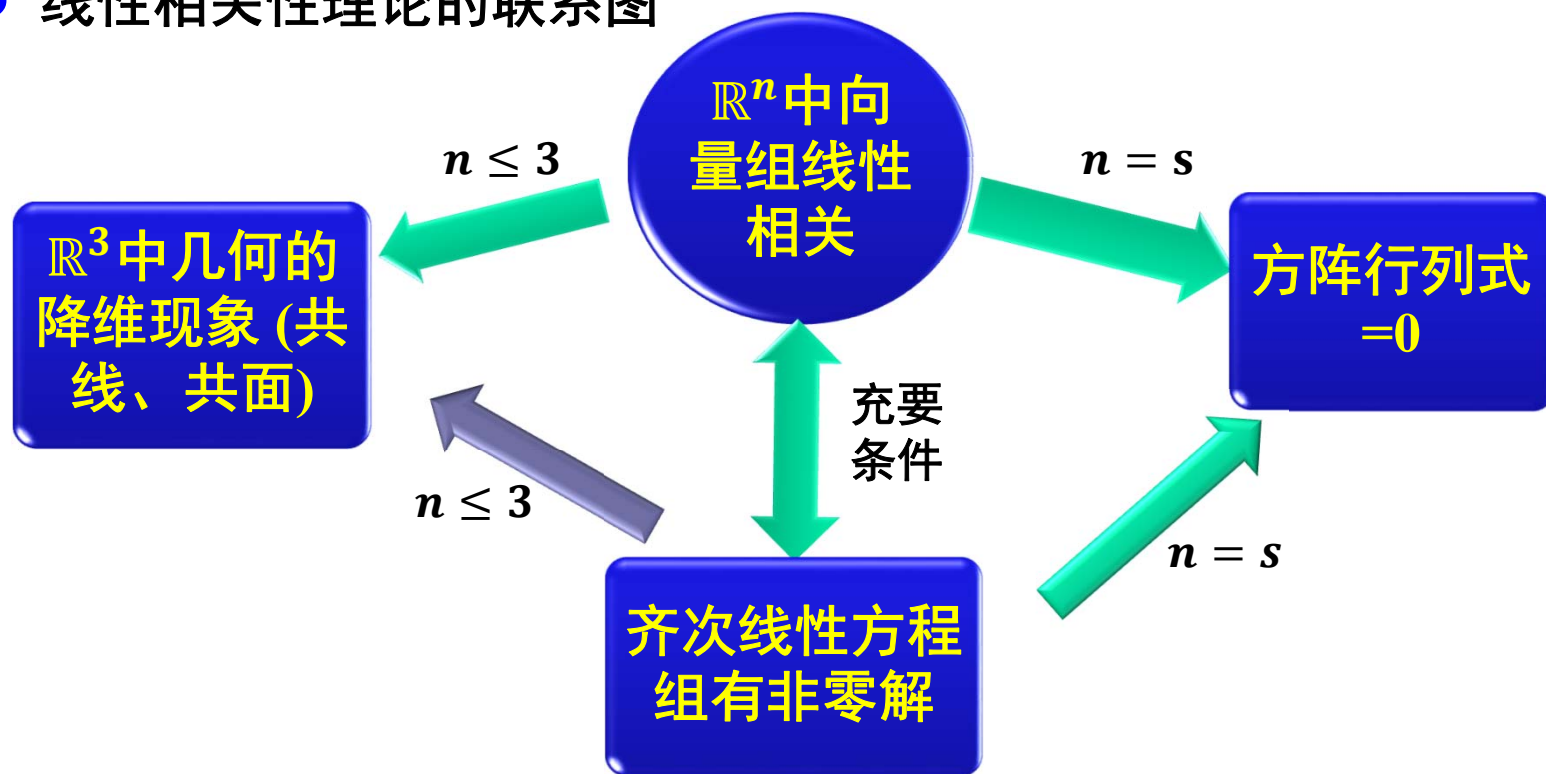 线性相关性理论的联系图
ℝⁿ中向
量组线性
相关
n ≤ 3
n = s
ℝ³中几何的
降维现象 (共
线、共面)
方阵行列式
=0
充要
条件
n ≤ 3
n = s
齐次线性方程
组有非零解